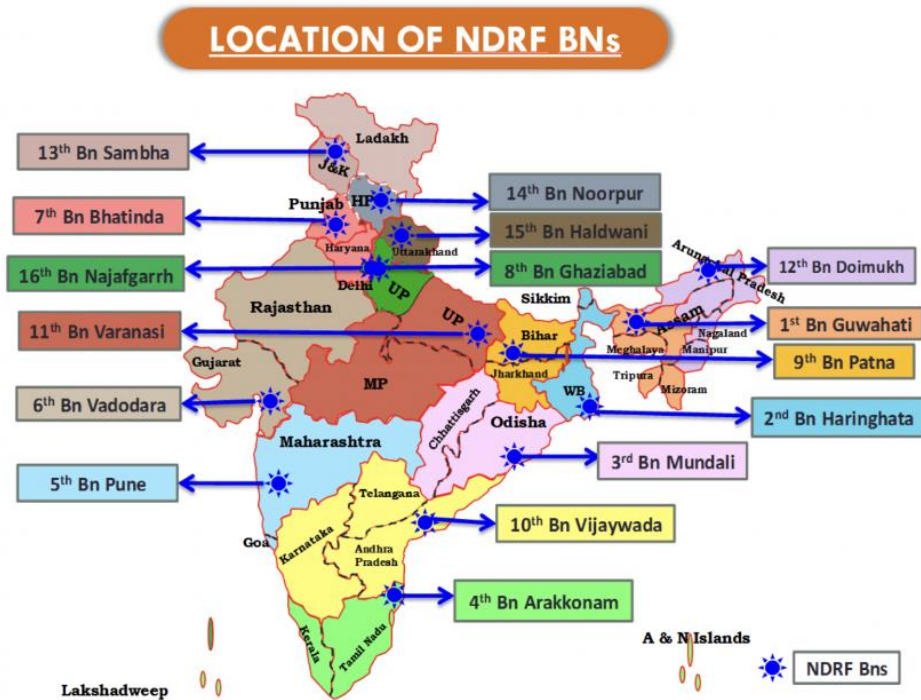 LOCATION OF NDRF BNs
Ladakh
13th Bn Sambha
J&K
14th Bn Noorpur
HP
Punjab
7th Bn Bhatinda
15th Bn Haldwani
Haryana
Uttarakhand
Arunachal Pradesh
12th Bn Doimukh
16th Bn Najafgarrh
8th Bn Ghaziabad
Delhi
UP
Sikkim
Rajasthan
11th Bn Varanasi
UP
Assam
1st Bn Guwahati
Bihar
Nagaland
Meghalaya
Manipur
Gujarat
9th Bn Patna
Jharkhand
Tripura
MP
WB
Mizoram
6th Bn Vadodara
Chhattisgarh
2nd Bn Haringhata
Odisha
Maharashtra
3rd Bn Mundali
5th Bn Pune
Telangana
10th Bn Vijaywada
Goa
Karnataka
Andhra
Pradesh
4th Bn Arakkonam
Kerala
Tamil Nadu
A & N Islands
NDRF Bns
Lakshadweep